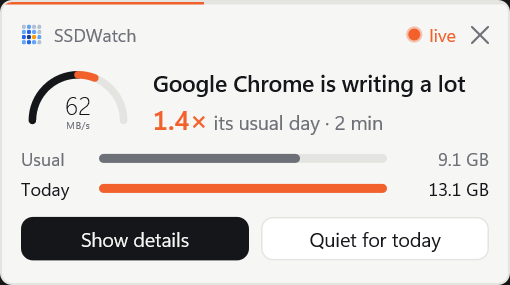 SSDWatch
live
Google Chrome is writing a lot
62
MB/s
1.4× its usual day · 2 min
Usual 9.1 GB
Today 13.1 GB
Show details
Quiet for today